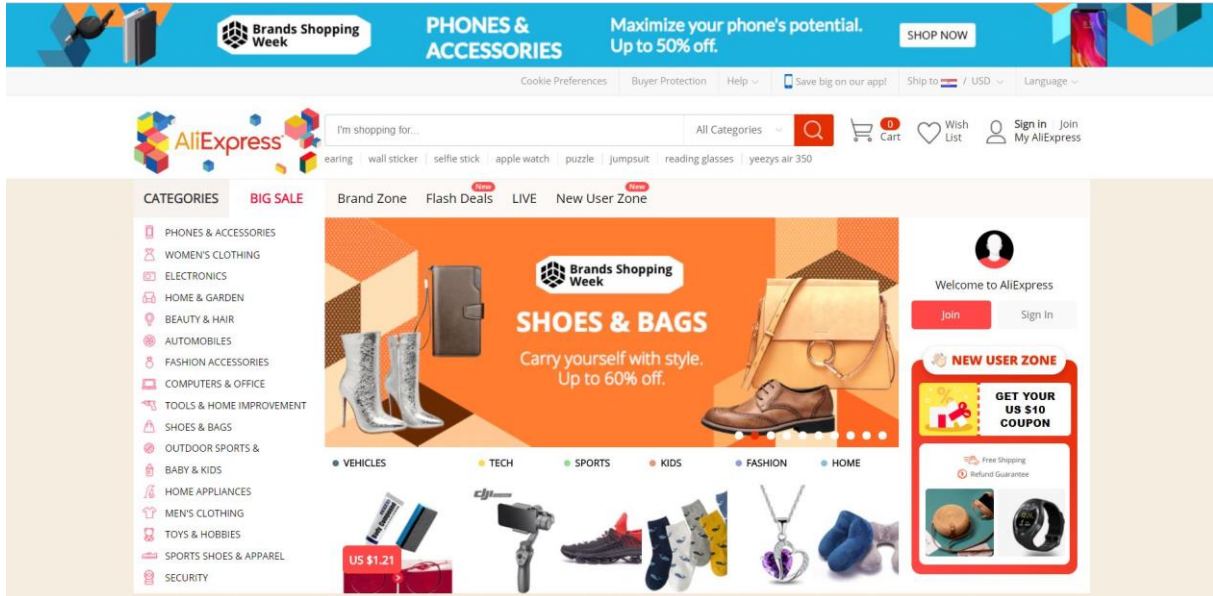 Brands Shopping
Week
PHONES &
ACCESSORIES
Maximize your phone's potential.
Up to 50% off.
SHOP NOW
Cookie Preferences
Buyer Protection
Help
Save big on our app!
Ship to / USD
Language
AliExpress
I'm shopping for...
All Categories
0
Cart
Wish
List
Sign in Join
My AliExpress
earing wall sticker selfie stick apple watch puzzle jumpsuit reading glasses yeezys air 350
CATEGORIES
BIG SALE
Brand Zone
Flash Deals
New
LIVE
New User Zone
New
PHONES & ACCESSORIES
WOMEN'S CLOTHING
ELECTRONICS
HOME & GARDEN
BEAUTY & HAIR
AUTOMOBILES
FASHION ACCESSORIES
COMPUTERS & OFFICE
TOOLS & HOME IMPROVEMENT
SHOES & BAGS
OUTDOOR SPORTS &
BABY & KIDS
HOME APPLIANCES
MEN'S CLOTHING
TOYS & HOBBIES
SPORTS SHOES & APPAREL
SECURITY
Brands Shopping
Week
SHOES & BAGS
Carry yourself with style.
Up to 60% off.
VEHICLES
TECH
SPORTS
KIDS
FASHION
HOME
dji
US $1.21
Welcome to AliExpress
Join
Sign In
NEW USER ZONE
GET YOUR
US $10
COUPON
Free Shipping
Refund Guarantee